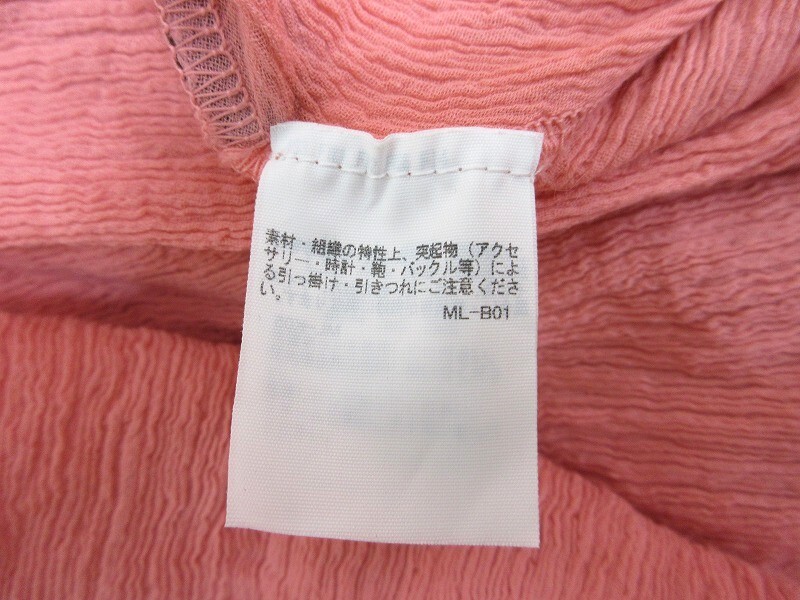 素材・組織の特性上、突起物（アクセ
サリー・時計・鞄・バックル等）によ
る引っ掛け・引きつれにご注意くださ
い。
ML-B01